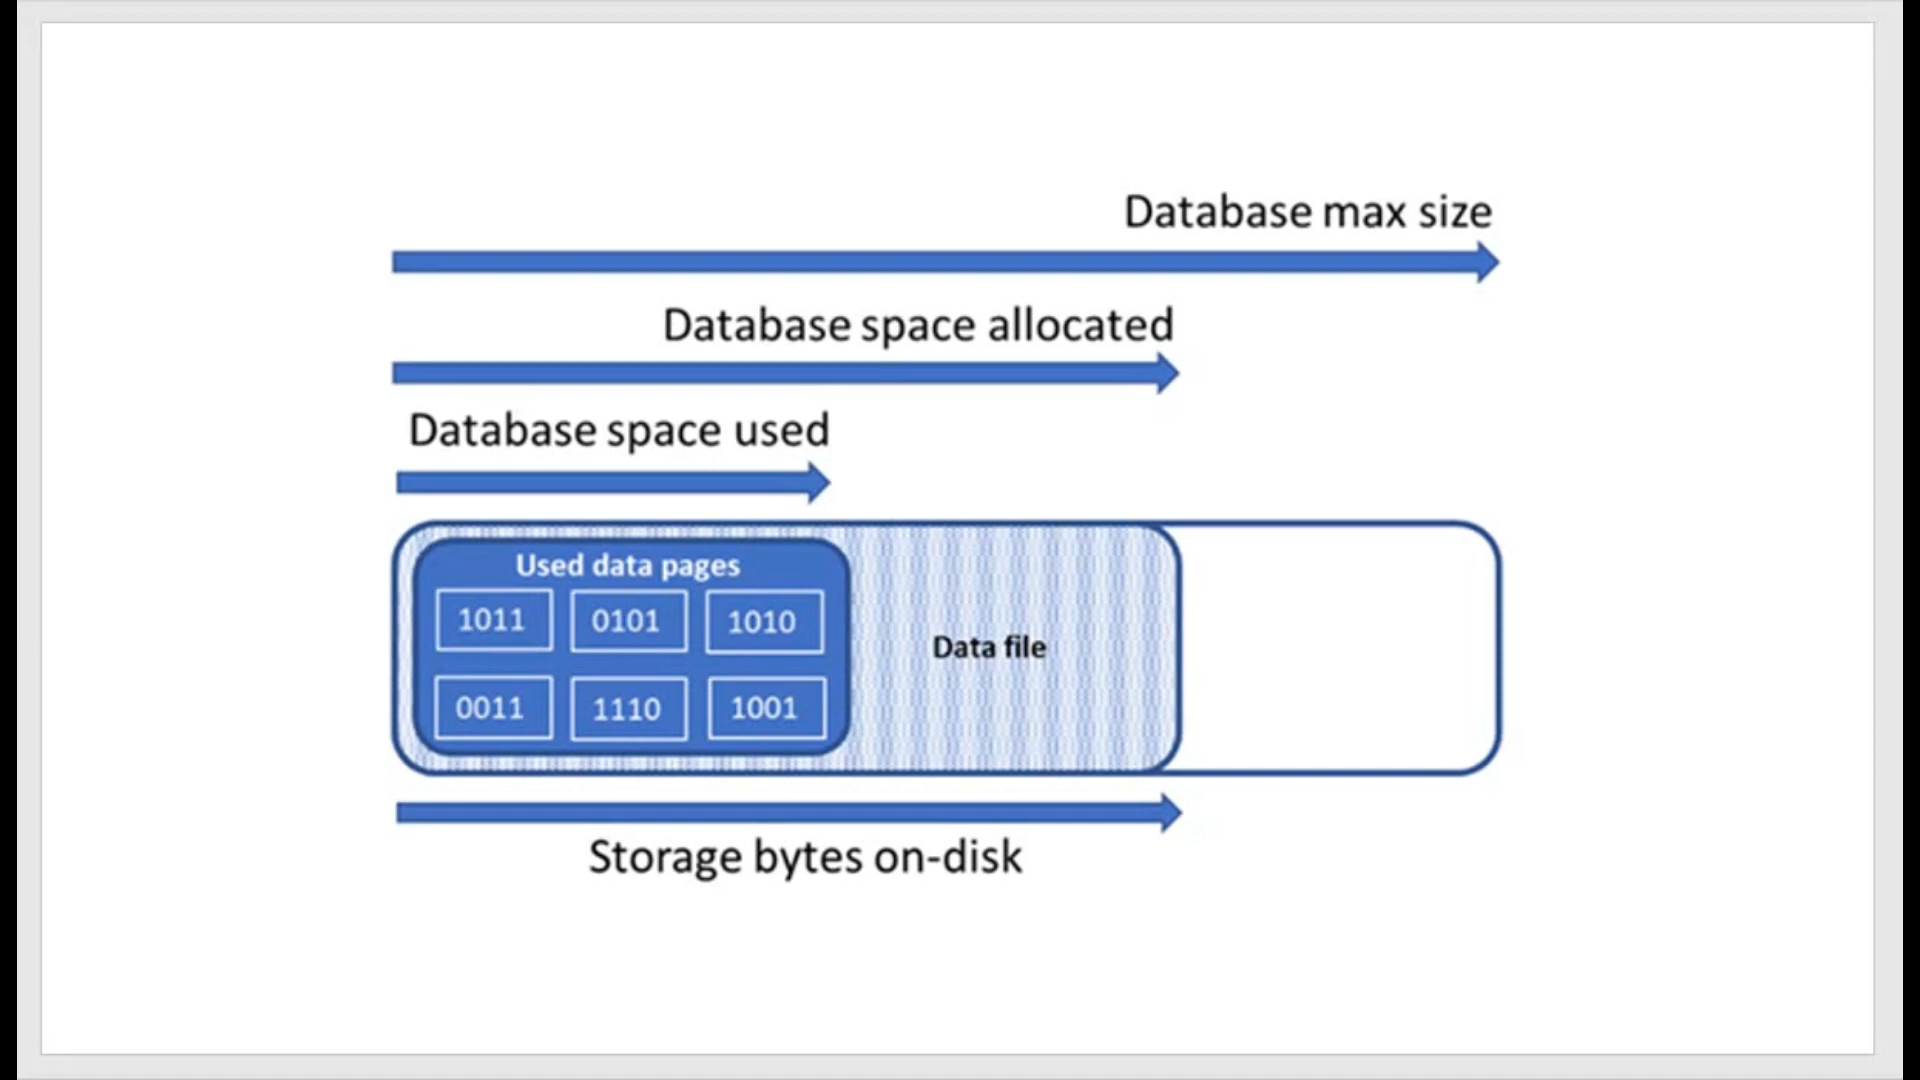 Database max size
Database space allocated
Database space used
Used data pages
1011 0101 1010
0011 1110 1001
Data file
Storage bytes on-disk